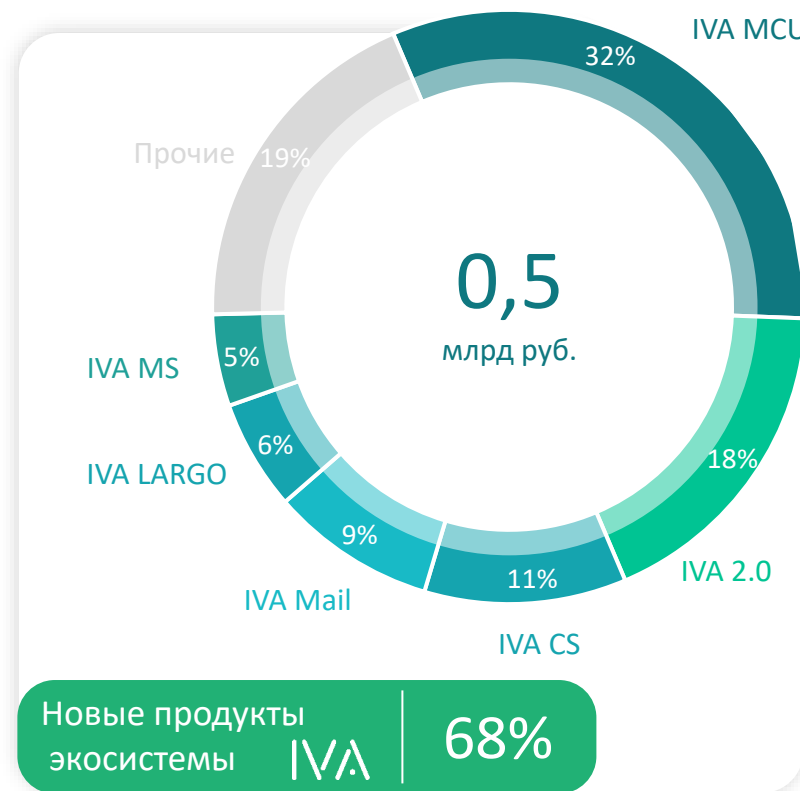 IVA MCU
32%
Прочие
19%
0,5
млрд руб.
IVA MS
5%
IVA LARGO
6%
18%
9%
IVA 2.0
11%
IVA Mail
IVA CS
Новые продукты
экосистемы IVA
68%